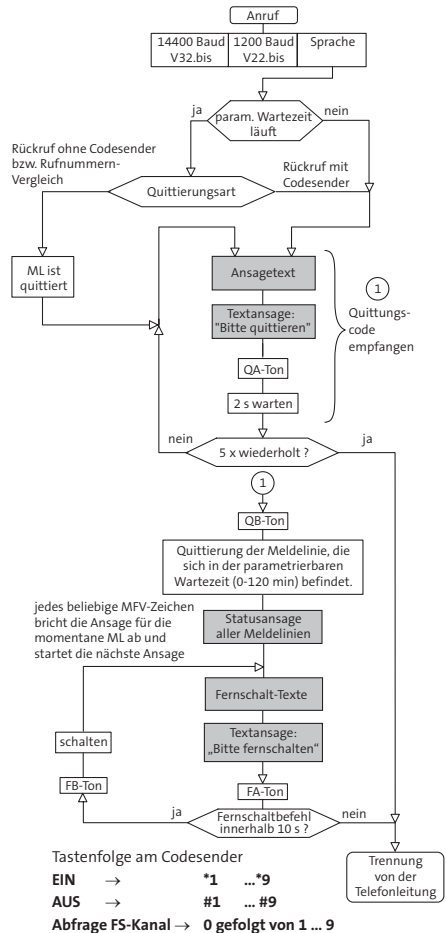 Anruf
14400 Baud
V32.bis
1200 Baud
V22.bis
Sprache
ja
nein
param. Wartezeit
läuft
Rückruf ohne Codesender
bzw. Rufnummern-
Vergleich
Rückruf mit
Codesender
Quittierungsart
ML ist
quittiert
Ansagetext
Textansage:
"Bitte quittieren"
QA-Ton
2 s warten
1
Quittungs-
code
empfangen
nein
5 x wiederholt ?
ja
1
QB-Ton
Quittierung der Meldelinie, die
sich in der parametrierbaren
Wartezeit (0-120 min) befindet.
jedes beliebige MFV-Zeichen
bricht die Ansage für die
momentane ML ab und
startet die nächste Ansage
Statusansage
aller Meldelinien
Fernschalt-Texte
schalten
Textansage:
„Bitte fernschalten“
FB-Ton
FA-Ton
ja
Fernschaltbefehl
innerhalb 10 s ?
nein
Trennung
von der
Telefonleitung
Tastenfolge am Codesender
EIN → *1 ...*9
AUS → #1 ... #9
Abfrage FS-Kanal → 0 gefolgt von 1 ... 9